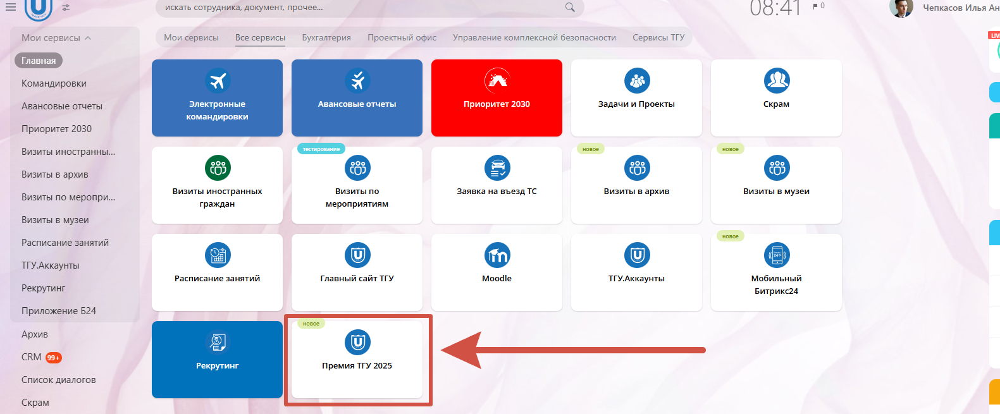 искать сотрудника, документ, прочее...
08:41
0
Чепкасов Илья Ан
Мои сервисы
Мои сервисы
Все сервисы
Бухгалтерия
Проектный офис
Управление комплексной безопасности
Сервисы ТГУ
LIV
Главная
Командировки
Авансовые отчеты
Приоритет 2030
Визиты иностранны...
Визиты в архив
Визиты по меропри...
Визиты в музеи
Расписание занятий
ТГУ.Аккаунты
Рекрутинг
Приложение Б24
Архив
CRM 99+
Список диалогов
Скрам
Электронные
командировки
Авансовые отчеты
Приоритет 2030
Задачи и Проекты
Скрам
Визиты иностранных
граждан
тестирование
Визиты по
мероприятиям
Заявка на въезд ТС
новое
Визиты в архив
новое
Визиты в музеи
Расписание занятий
Главный сайт ТГУ
Moodle
ТГУ.Аккаунты
новое
24
Мобильный
Битрикс24
Рекрутинг
новое
Премия ТГУ 2025